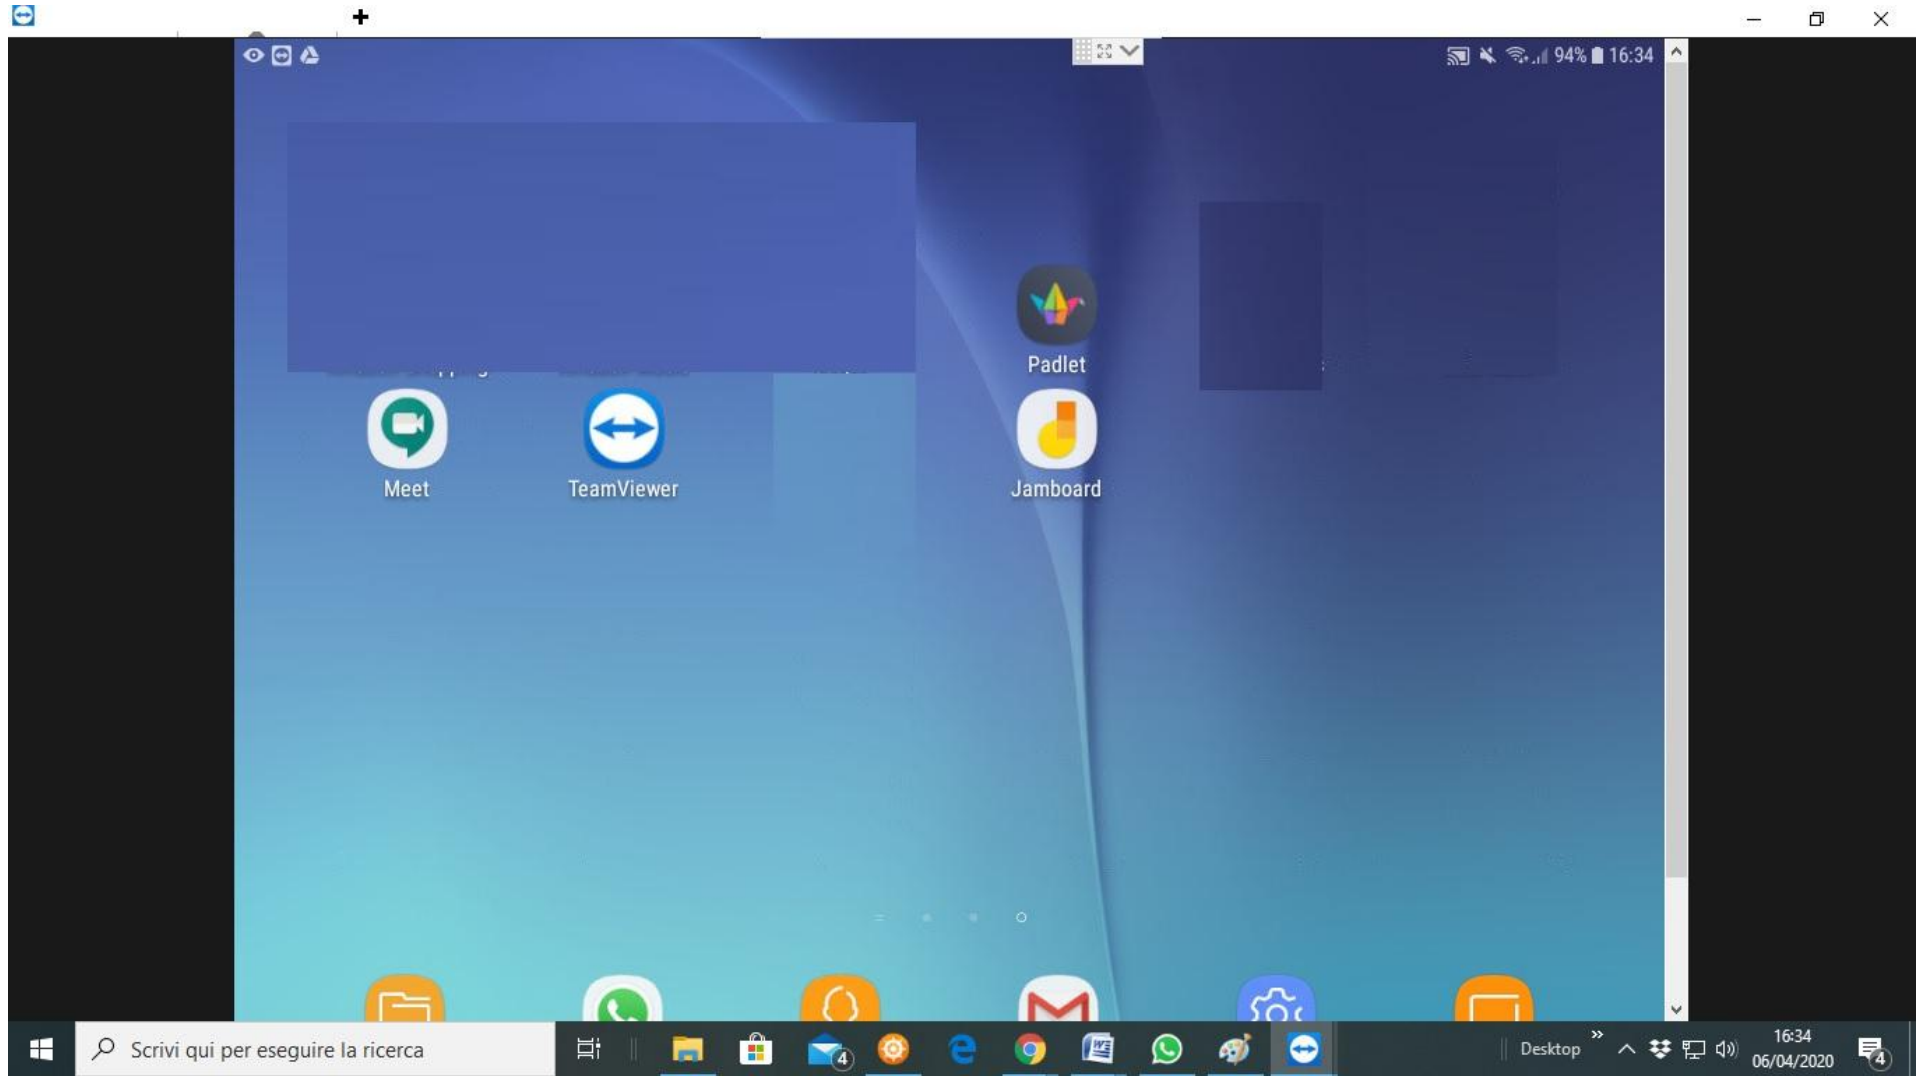 94% 16:34
Padlet
Meet
TeamViewer
Jamboard
Scrivi qui per eseguire la ricerca
4
Desktop
16:34
06/04/2020
4